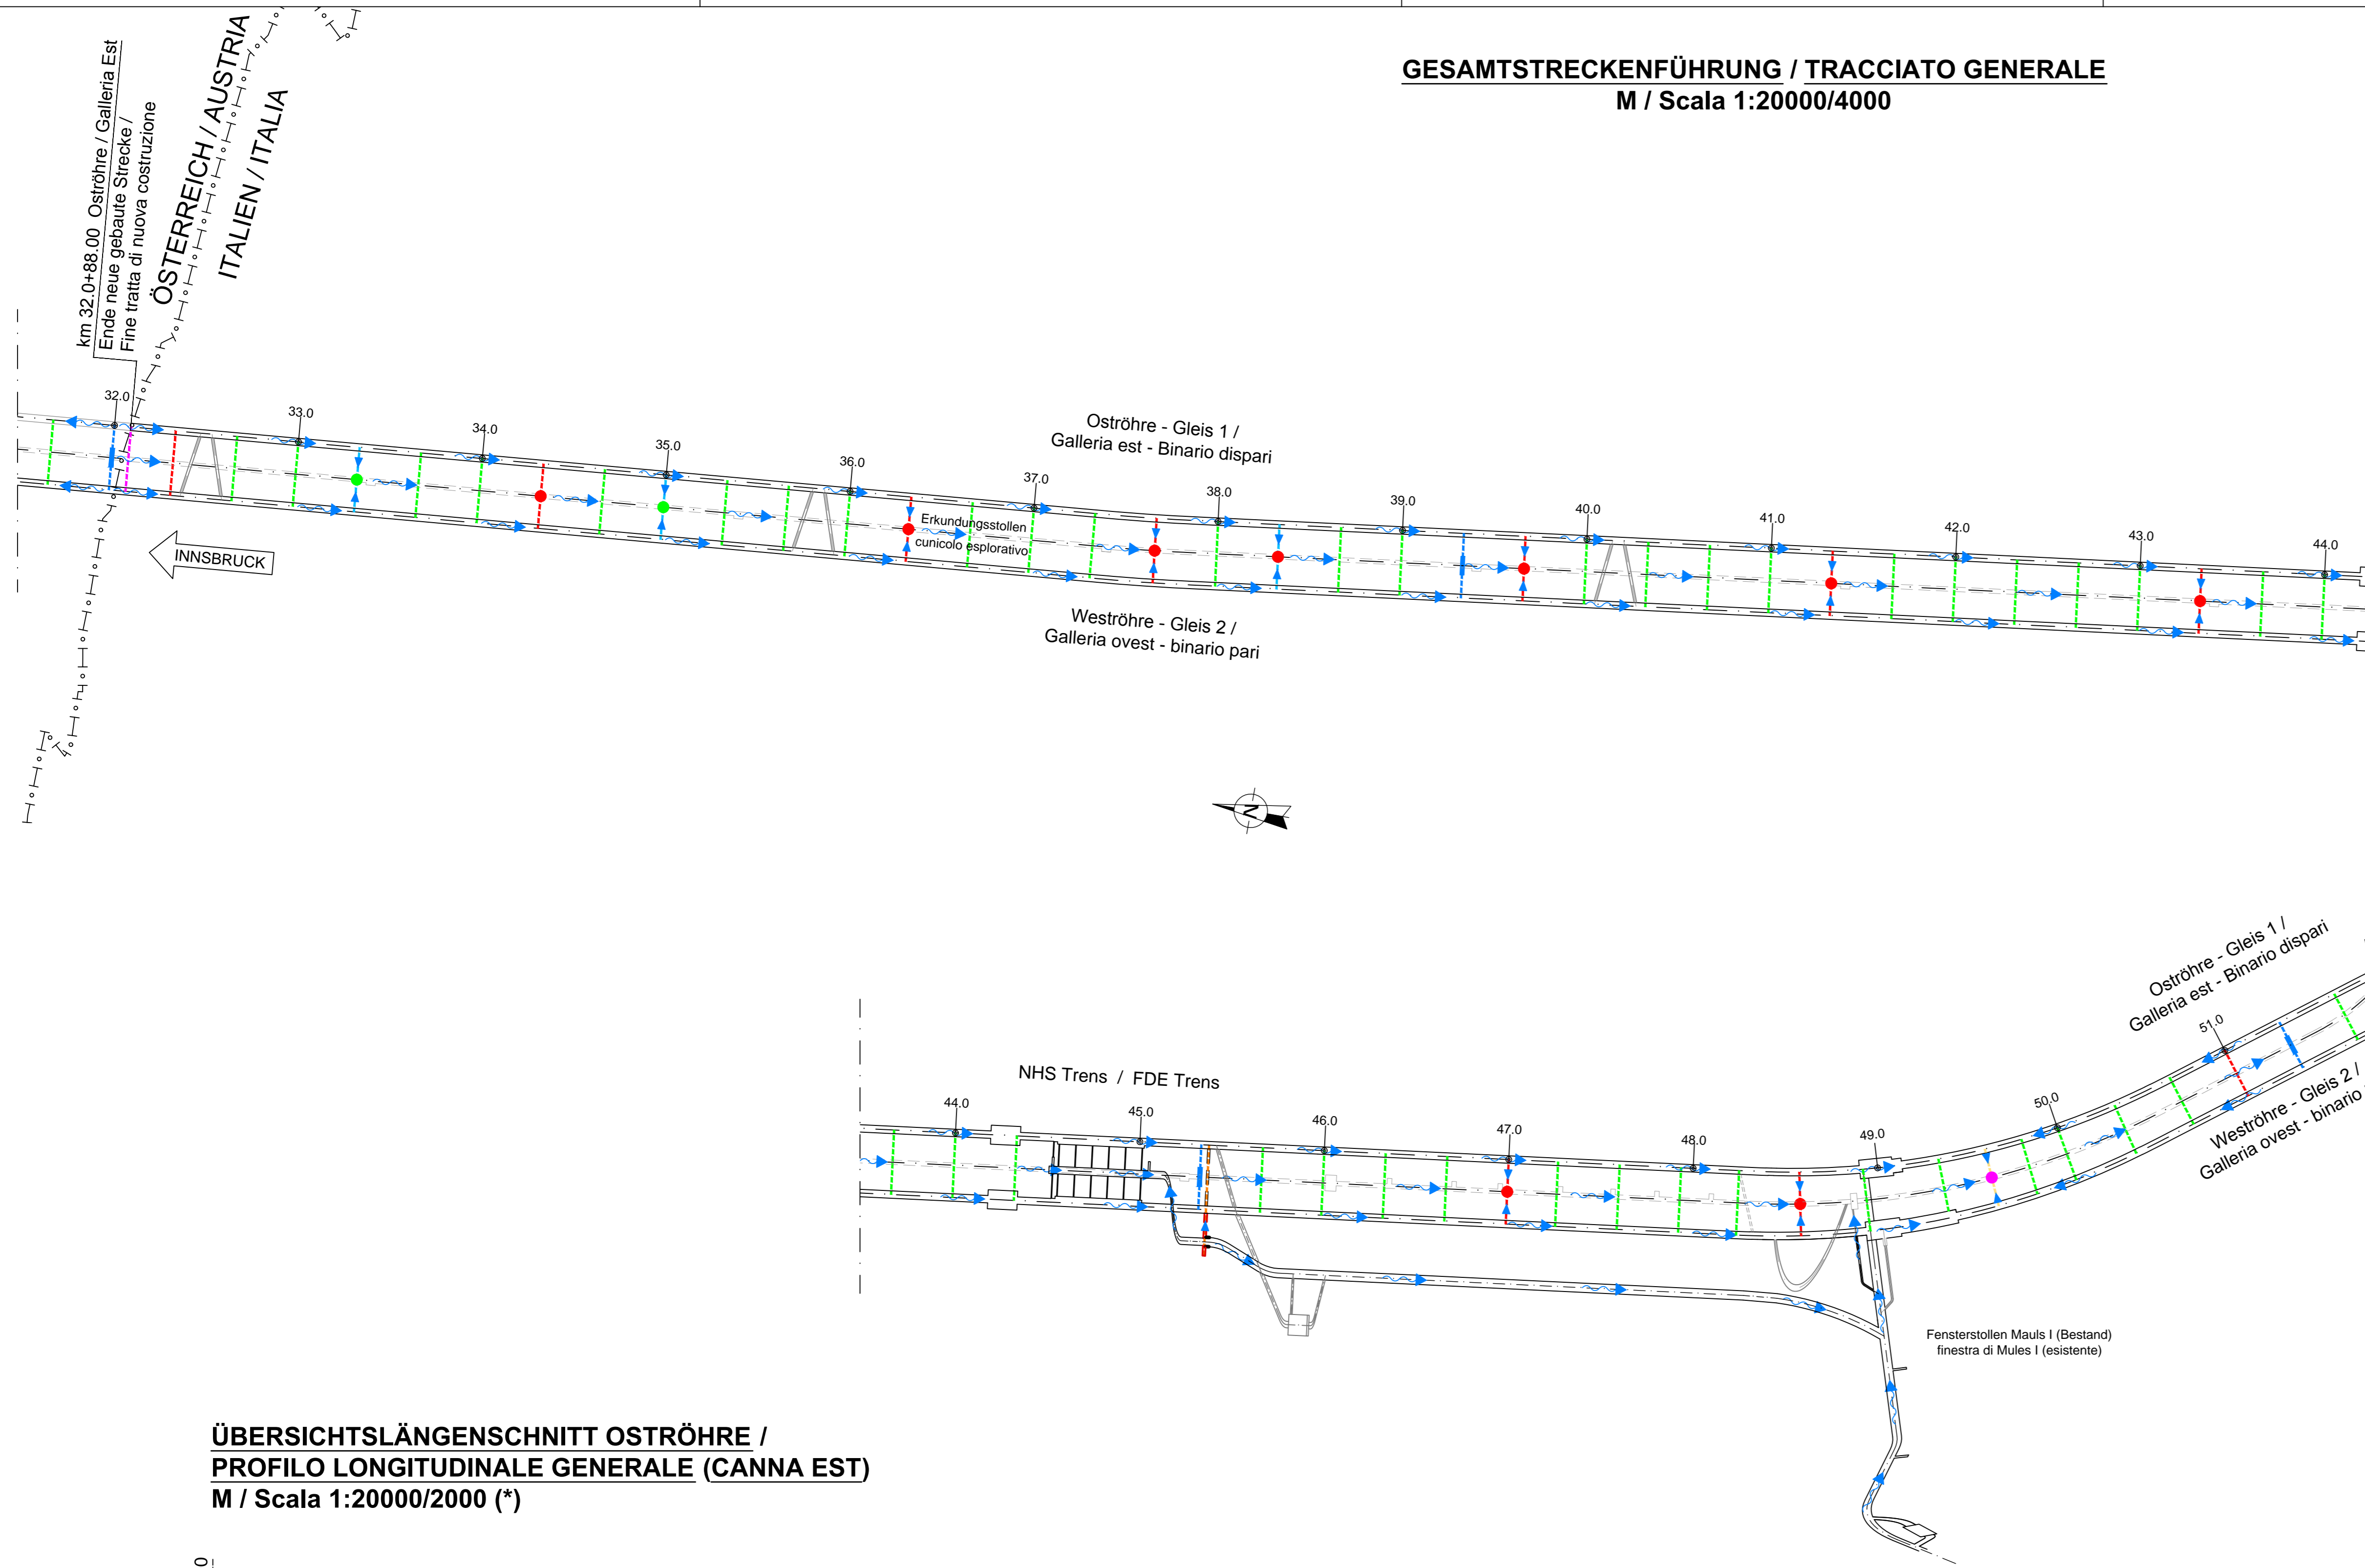 GESAMTSTRECKENFÜHRUNG / TRACCIATO GENERALE
M / Scala 1:20000/4000
km 32.0+88.00 Oströhre / Galleria Est
Ende neue gebaute Strecke /
Fine tratta di nuova costruzione
ÖSTERREICH / AUSTRIA
ITALIEN / ITALIA
32.0
33.0
34.0
35.0
36.0
37.0
38.0
39.0
40.0
41.0
42.0
43.0
44.0
Oströhre - Gleis 1 /
Galleria est - Binario dispari
Erkundungsstollen
cunicolo esplorativo
INNSBRUCK
Weströhre - Gleis 2 /
Galleria ovest - binario pari
N
Oströhre - Gleis 1 /
Galleria est - Binario dispari
NHS Trens / FDE Trens
44.0
45.0
46.0
47.0
48.0
49.0
50.0
51.0
Weströhre - Gleis 2 /
Galleria ovest - binario
Fensterstollen Mauls I (Bestand)
finestra di Mules I (esistente)
ÜBERSICHTSLÄNGENSCHNITT OSTRÖHRE /
PROFILO LONGITUDINALE GENERALE (CANNA EST)
M / Scala 1:20000/2000 (*)
0